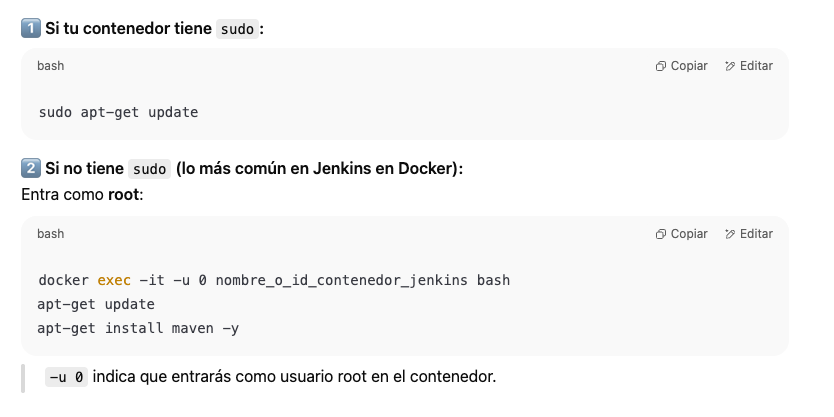 1 Si tu contenedor tiene sudo:
bash Copiar Editar
sudo apt-get update
2 Si no tiene sudo (lo más común en Jenkins en Docker):
Entra como root:
bash Copiar Editar
docker exec -it -u 0 nombre_o_id_contenedor_jenkins bash
apt-get update
apt-get install maven -y
-u 0 indica que entrarás como usuario root en el contenedor.